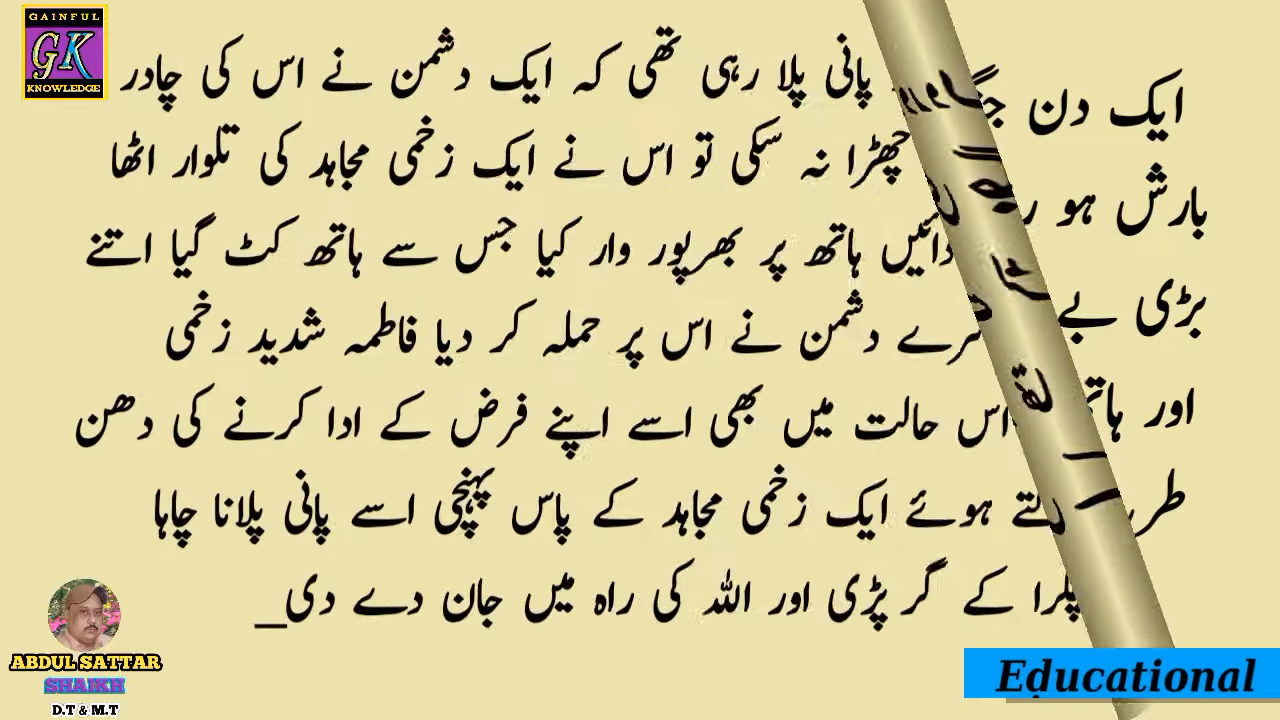 GAINFUL
GK
KNOWLEDGE
ایک دن
بارش ہو
بڑی بے
اور
پانی پلا رہی تھی کہ ایک دشمن نے اس کی چادر
چھڑا نہ سکی تو اس نے ایک زخمی مجاہد کی تلوار اٹھا
دائیں ہاتھ پر بھرپور وار کیا جس سے ہاتھ کٹ گیا اتنے
دشمن نے اس پر حملہ کر دیا فاطمہ شدید زخمی
اس حالت میں بھی اسے اپنے فرض کے ادا کرنے کی دھن
ہوئے ایک زخمی مجاہد کے پاس پہنچی اسے پانی پلانا چاہا
کے گر پڑی اور اللہ کی راہ میں جان دے دی_
ABDUL SATTAR
SHAIKH
D.T & M.T
Educational